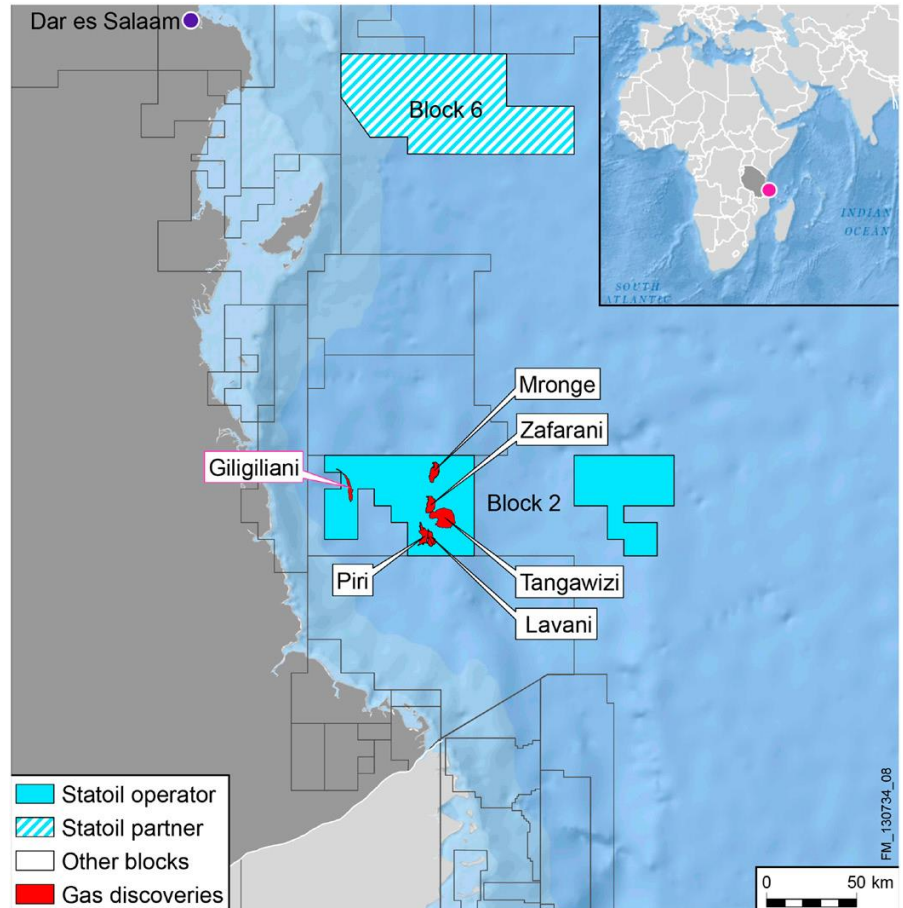 Dar es Salaam
Block 6
INDIAN
OCEAN
SOUTH
ATLANTIC
Mronge
Zafarani
Giligiliani
Block 2
Piri
Tangawizi
Lavani
Statoil operator
Statoil partner
Other blocks
Gas discoveries
FM_130734_08
0 50 km